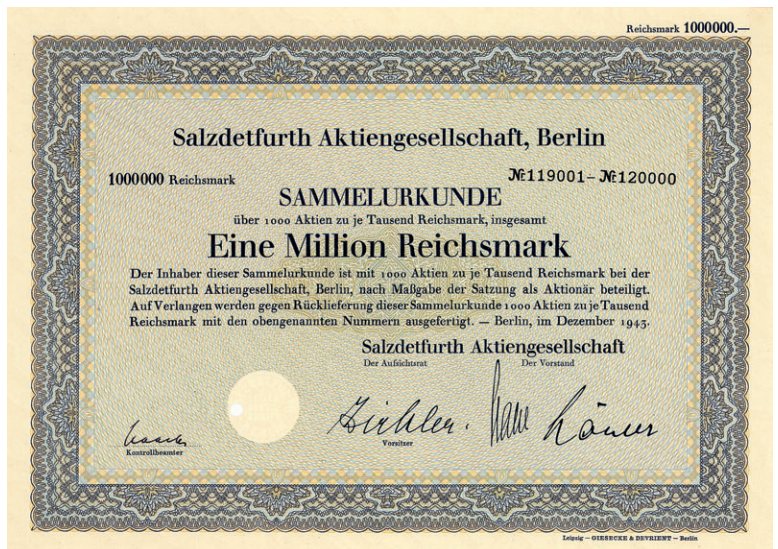 Reichsmark 1000000.—
Salzdetfurth Aktiengesellschaft, Berlin
1000000 Reichsmark
№119001–№120000
SAMMELURKUNDE
über 1000 Aktien zu je Tausend Reichsmark, insgesamt
Eine Million Reichsmark
Der Inhaber dieser Sammelurkunde ist mit 1000 Aktien zu je Tausend Reichsmark bei der
Salzdetfurth Aktiengesellschaft, Berlin, nach Maßgabe der Satzung als Aktionär beteiligt.
Auf Verlangen werden gegen Rücklieferung dieser Sammelurkunde 1000 Aktien zu je Tausend
Reichsmark mit den obengenannten Nummern ausgefertigt. — Berlin, im Dezember 1943.
Salzdetfurth Aktiengesellschaft
Der Aufsichtsrat Der Vorstand
Vorsitzer
Kontrollbeamter
Leipzig — GIESECKE & DEVRIENT — Berlin